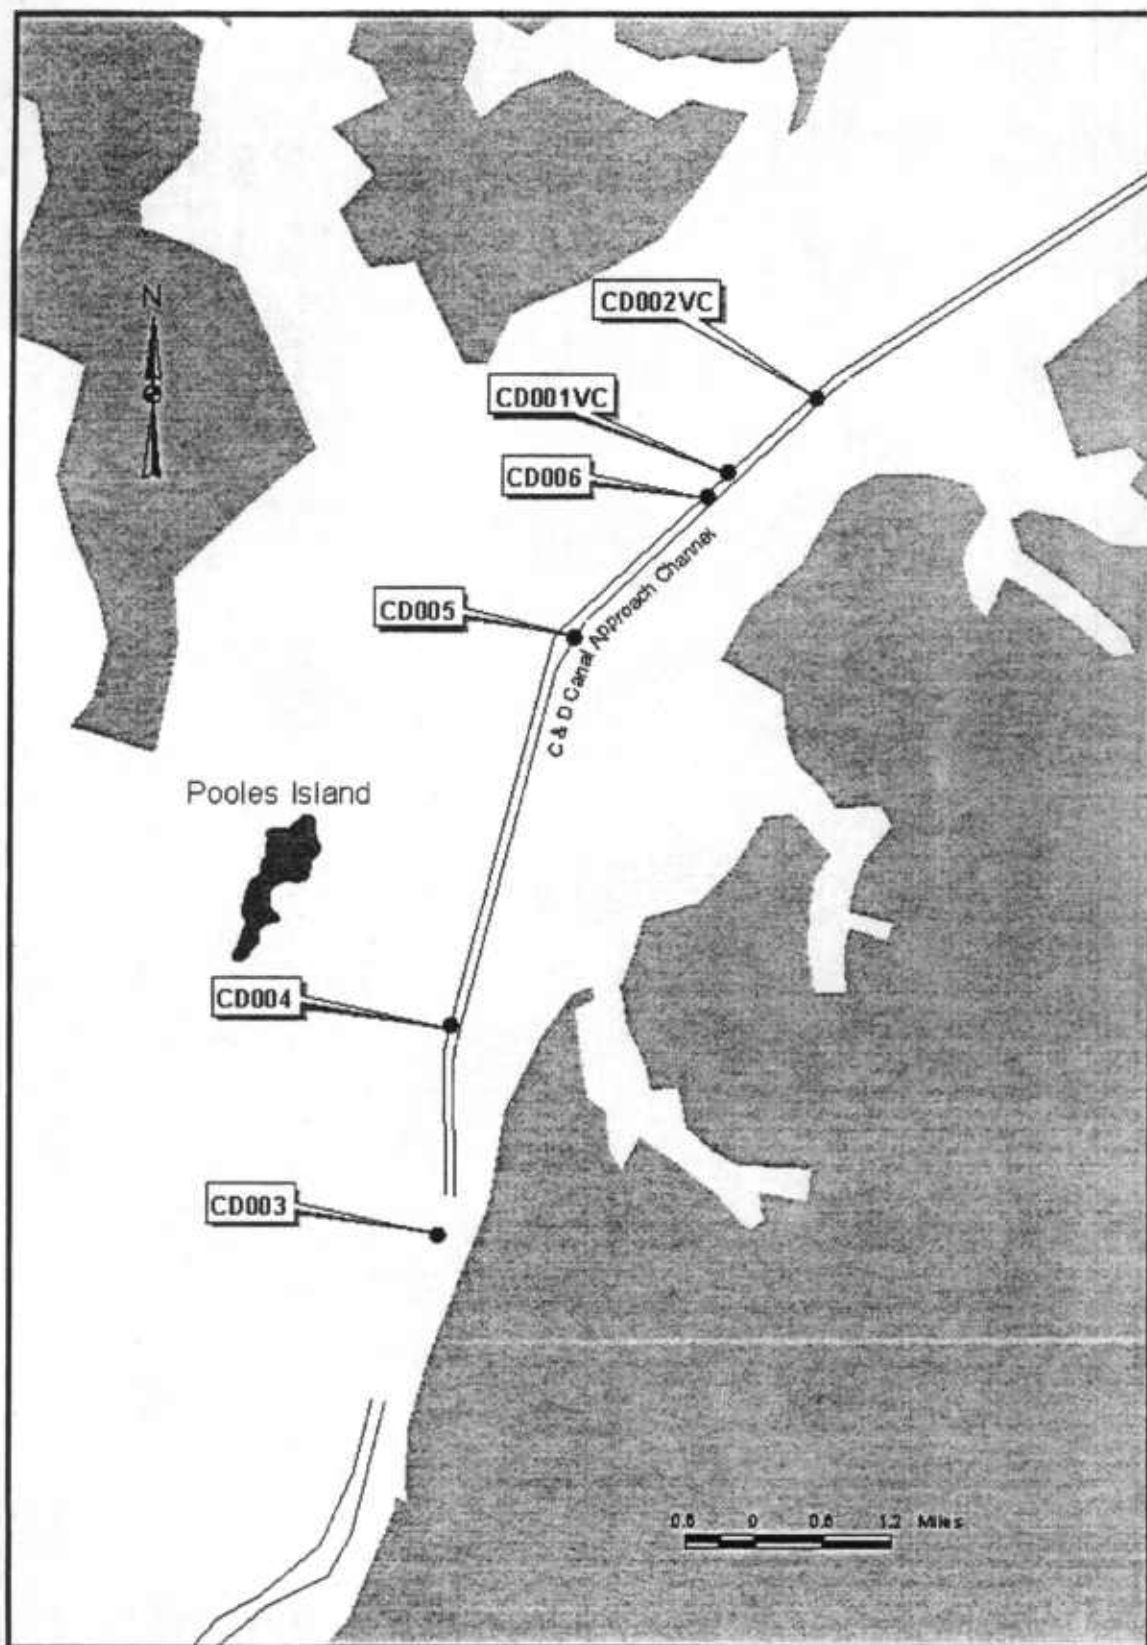 N
CD002VC
CD001VC
CD006
CD005
C & D Canal Approach Channel
Pooles Island
CD004
CD003
0.6 0 0.6 1.2 Miles